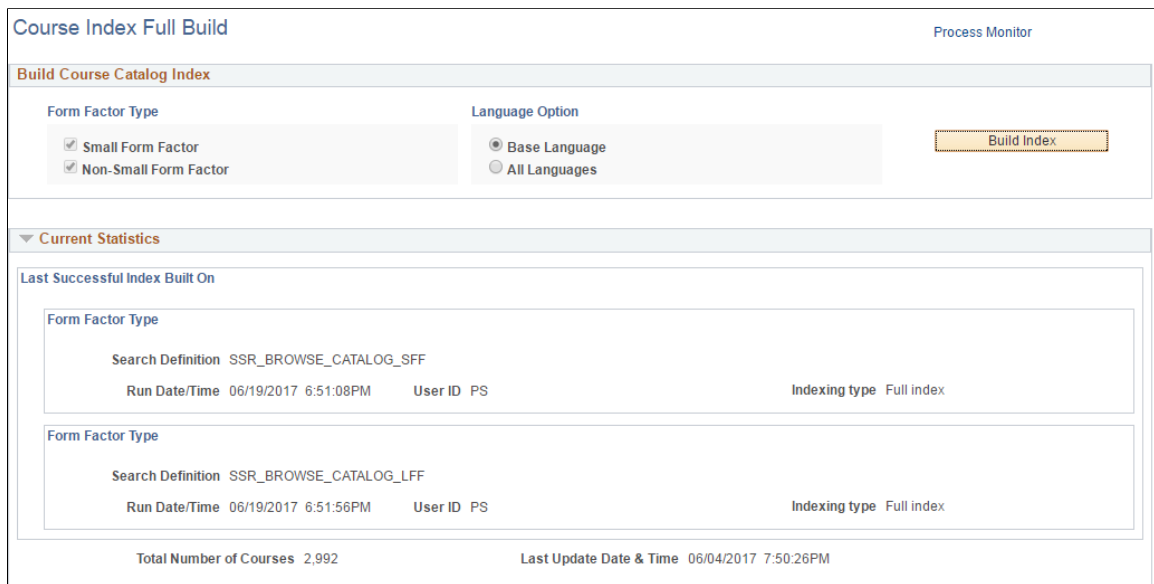 Course Index Full Build
Process Monitor
Build Course Catalog Index
Form Factor Type
Language Option
Small Form Factor
Base Language
Build Index
Non-Small Form Factor
All Languages
Current Statistics
Last Successful Index Built On
Form Factor Type
Search Definition SSR_BROWSE_CATALOG_SFF
Run Date/Time 06/19/2017 6:51:08PM User ID PS Indexing type Full index
Form Factor Type
Search Definition SSR_BROWSE_CATALOG_LFF
Run Date/Time 06/19/2017 6:51:56PM User ID PS Indexing type Full index
Total Number of Courses 2,992 Last Update Date & Time 06/04/2017 7:50:26PM